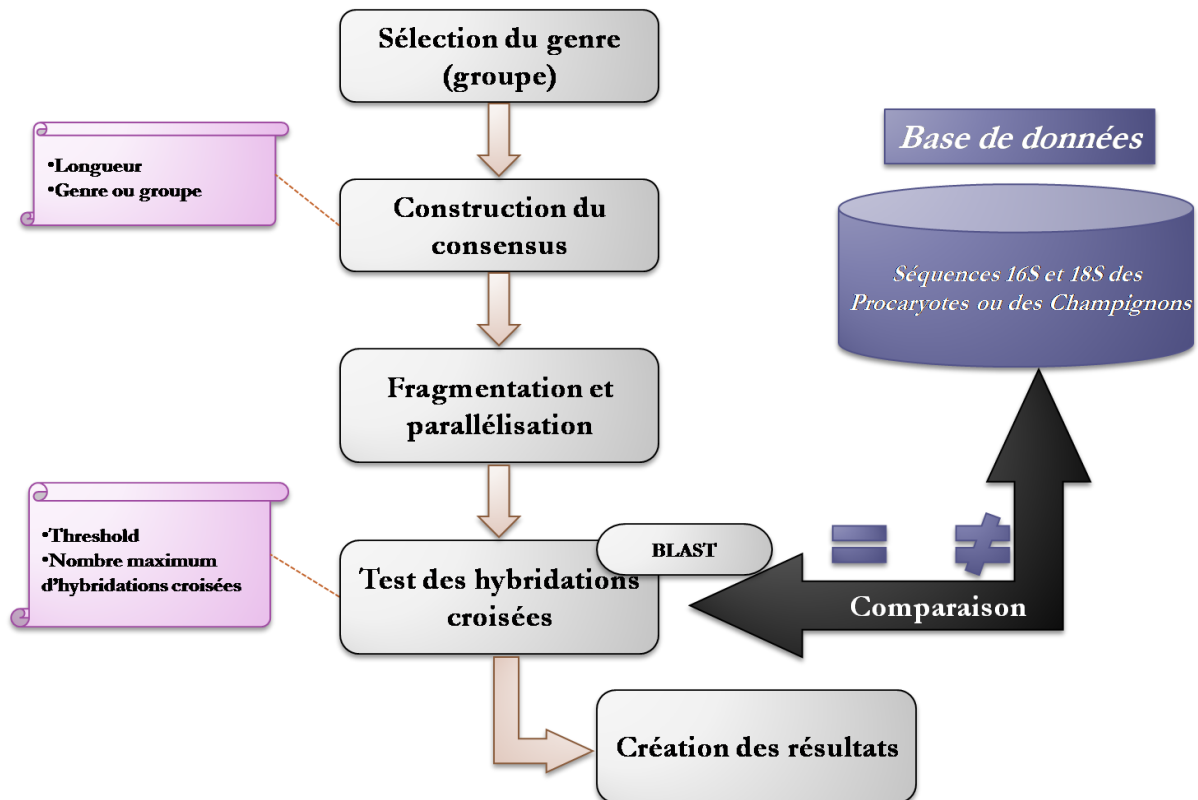 Sélection du genre
(groupe)
•Longueur
•Genre ou groupe
Construction du
consensus
Base de données
Séquences 16S et 18S des
Procaryotes ou des Champignons
Fragmentation et
parallélisation
•Threshold
•Nombre maximum
d'hybridations croisées
BLAST
Test des hybridations
croisées
= ≠
Comparaison
Création des résultats